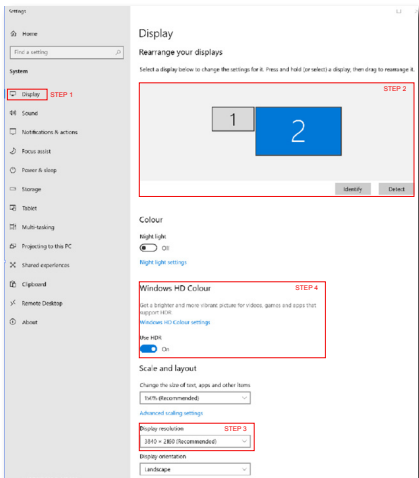 Settings
Home
Find a setting
System
Display STEP 1
Sound
Notifications & actions
Focus assist
Power & sleep
Storage
Tablet
Multi-tasking
Projecting to this PC
Shared experiences
Clipboard
Remote Desktop
About
Display
Rearrange your displays
Select a display below to change the settings for it. Press and hold (or select) a display, then drag to rearrange it.
STEP 2
1
2
Identify Detect
Colour
Night light
Off
Night light settings
Windows HD Colour STEP 4
Get a brighter and more vibrant picture for videos, games and apps that
support HDR.
Windows HD Colour settings
Use HDR
On
Scale and layout
Change the size of text, apps and other items
150% (Recommended)
Advanced scaling settings
Display resolution STEP 3
3840 × 2160 (Recommended)
Display orientation
Landscape